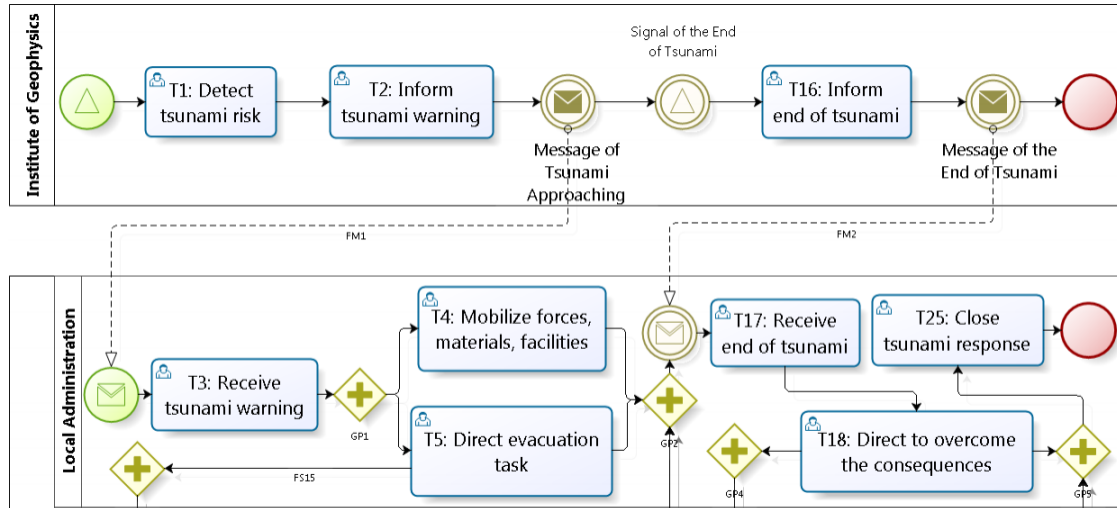 Institute of Geophysics
T1: Detect
tsunami risk
T2: Inform
tsunami warning
Message of
Tsunami
Approaching
Signal of the End
of Tsunami
T16: Inform
end of tsunami
Message of the
End of Tsunami
FM1
FM2
Local Administration
T3: Receive
tsunami warning
GP1
T4: Mobilize forces,
materials, facilities
T5: Direct evacuation
task
FS15
GP2
T17: Receive
end of tsunami
T25: Close
tsunami response
T18: Direct to overcome
the consequences
GP4
GP5